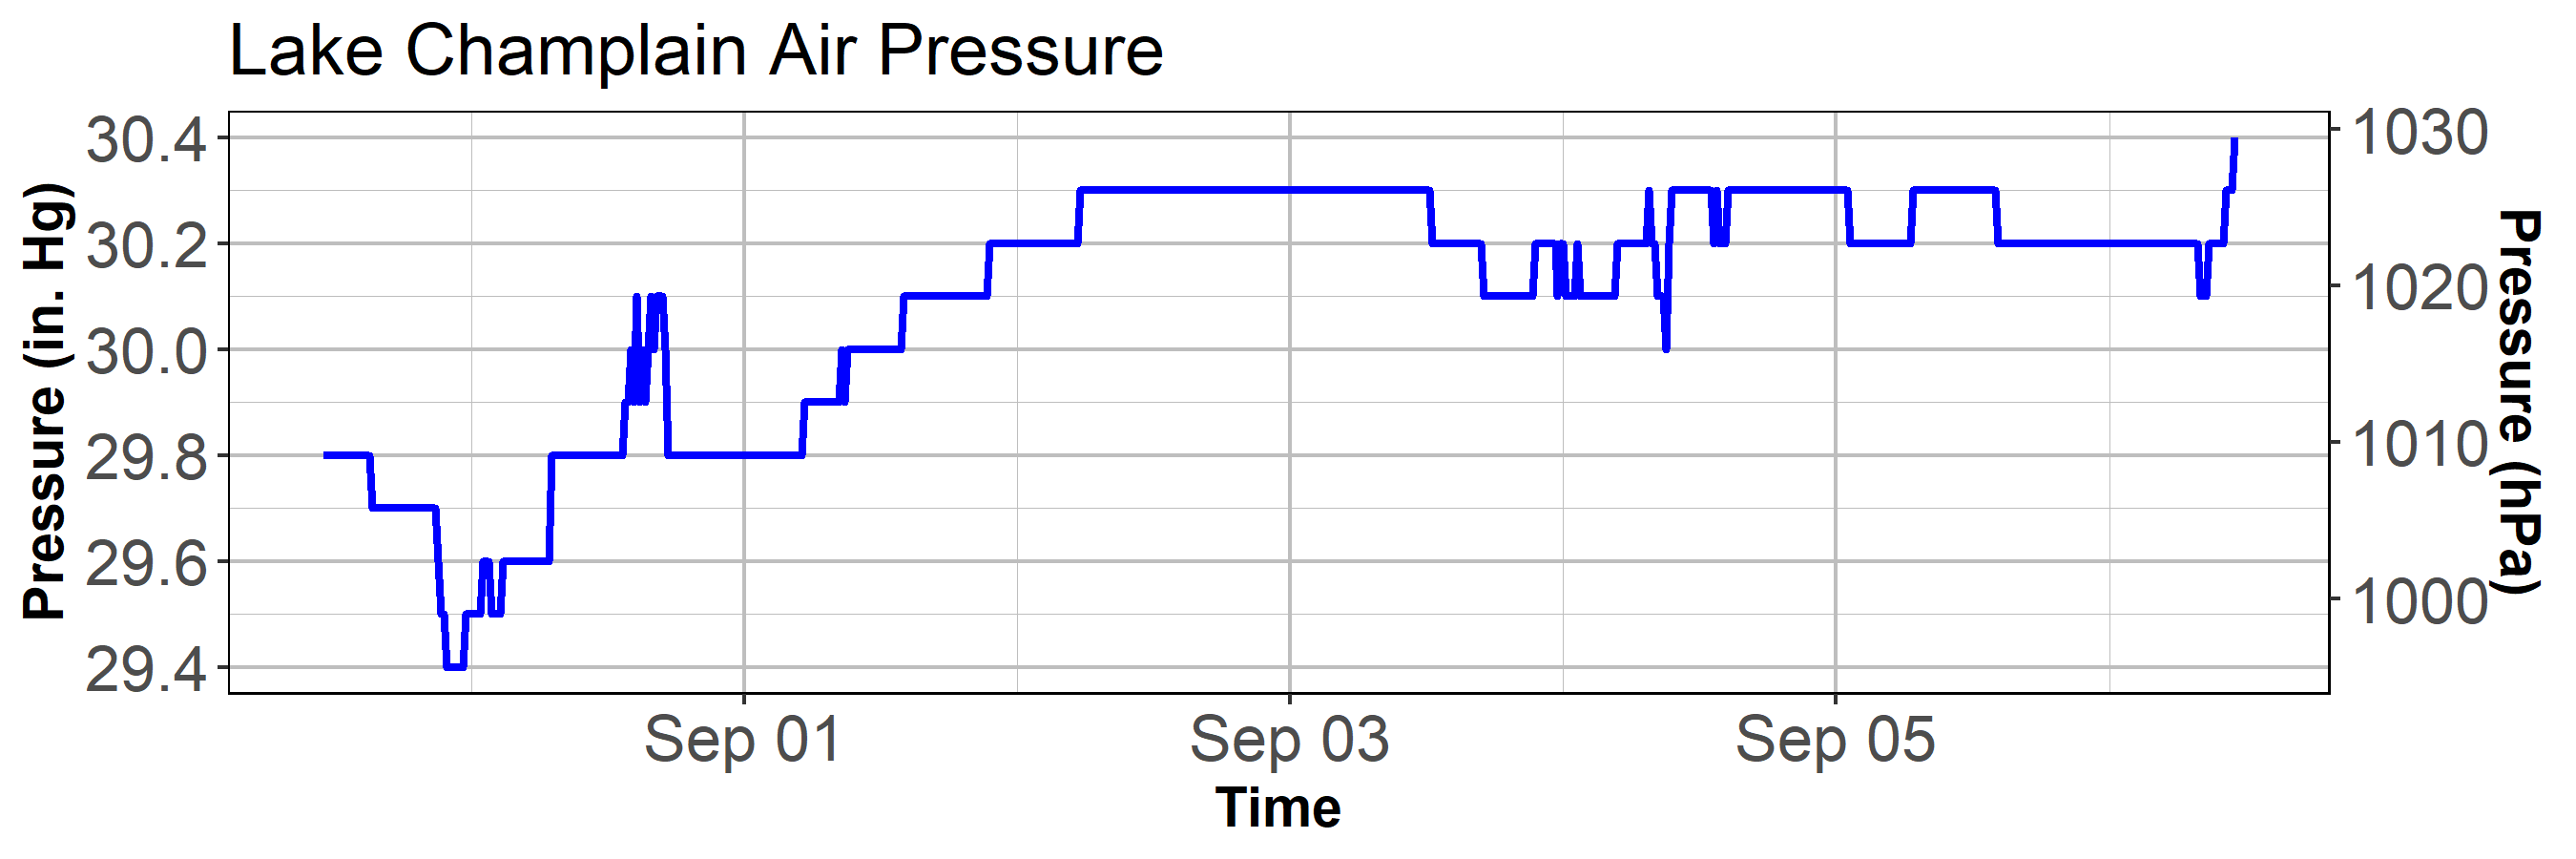 Lake Champlain Air Pressure
Pressure (in. Hg)
30.4
30.2
30.0
29.8
29.6
29.4
1030
1020
1010
1000
Pressure (hPa)
Sep 01
Sep 03
Sep 05
Time